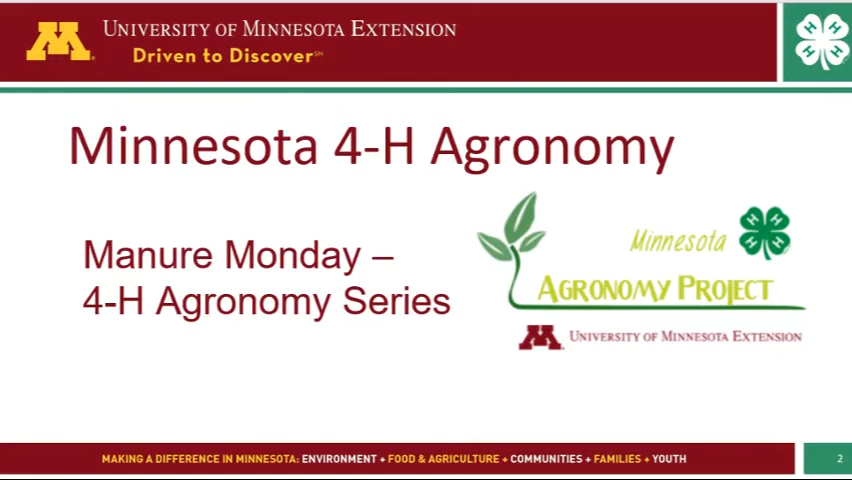 UNIVERSITY OF MINNESOTA EXTENSION
Driven to Discover℠
H H
H H
Minnesota 4-H Agronomy
Manure Monday –
4-H Agronomy Series
Minnesota
H H
H H
AGRONOMY PROJECT
UNIVERSITY OF MINNESOTA EXTENSION
MAKING A DIFFERENCE IN MINNESOTA: ENVIRONMENT + FOOD & AGRICULTURE + COMMUNITIES + FAMILIES + YOUTH
2